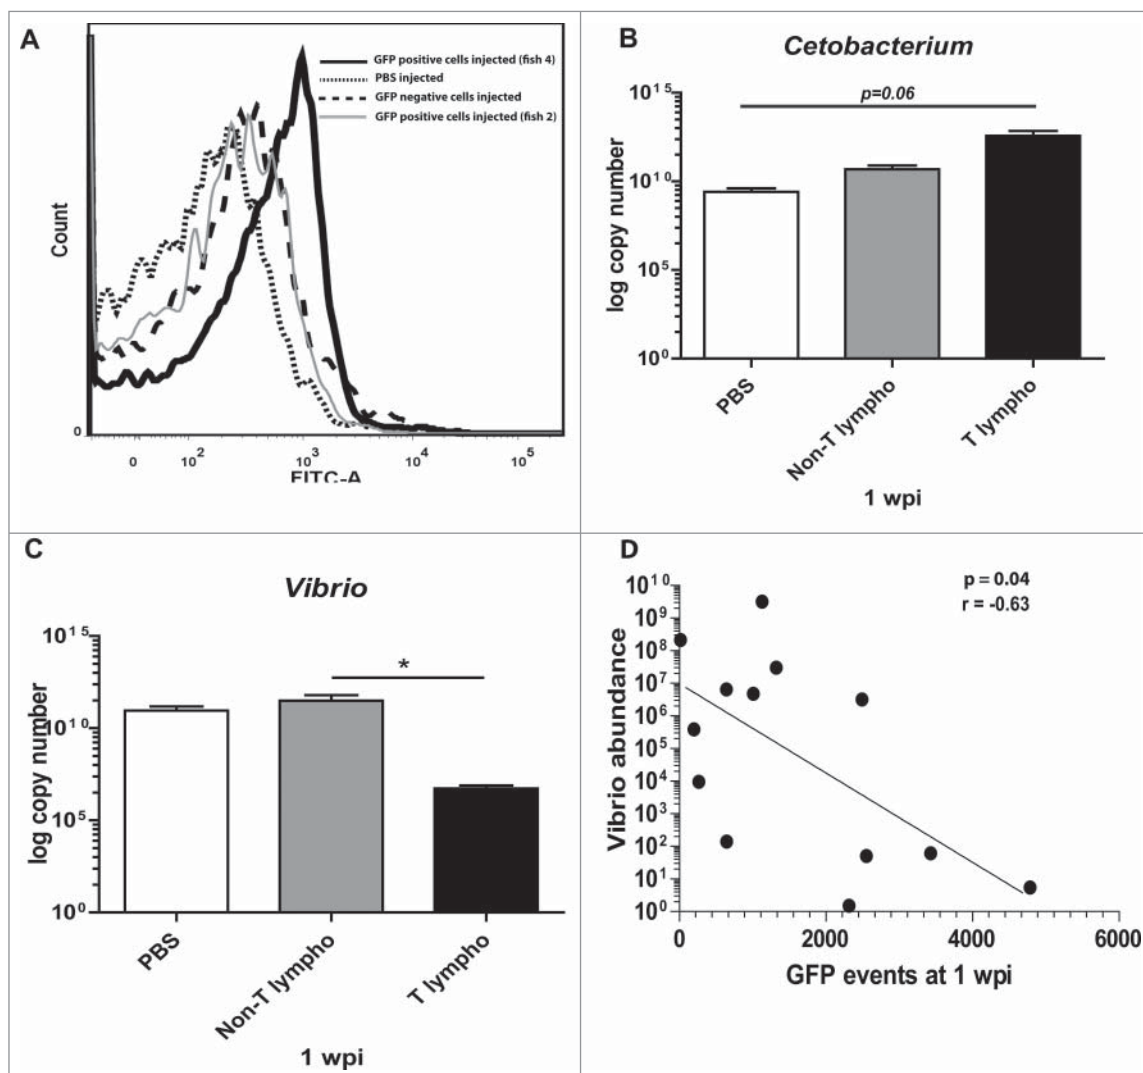 A
GFP positive cells injected (fish 4)
PBS injected
GFP negative cells injected
GFP positive cells injected (fish 2)
Count
0
0 10² 10³ 10⁴ 10⁵
FITC-A
B
Cetobacterium
p=0.06
log copy number
10¹⁵
10¹⁰
10⁵
10⁰
PBS
Non-T lympho
T lympho
1 wpi
C
Vibrio
*
log copy number
10¹⁵
10¹⁰
10⁵
10⁰
PBS
Non-T lympho
T lympho
1 wpi
D
p = 0.04
r = -0.63
Vibrio abundance
10¹⁰
10⁹
10⁸
10⁷
10⁶
10⁵
10⁴
10³
10²
10¹
10⁰
0 2000 4000 6000
GFP events at 1 wpi